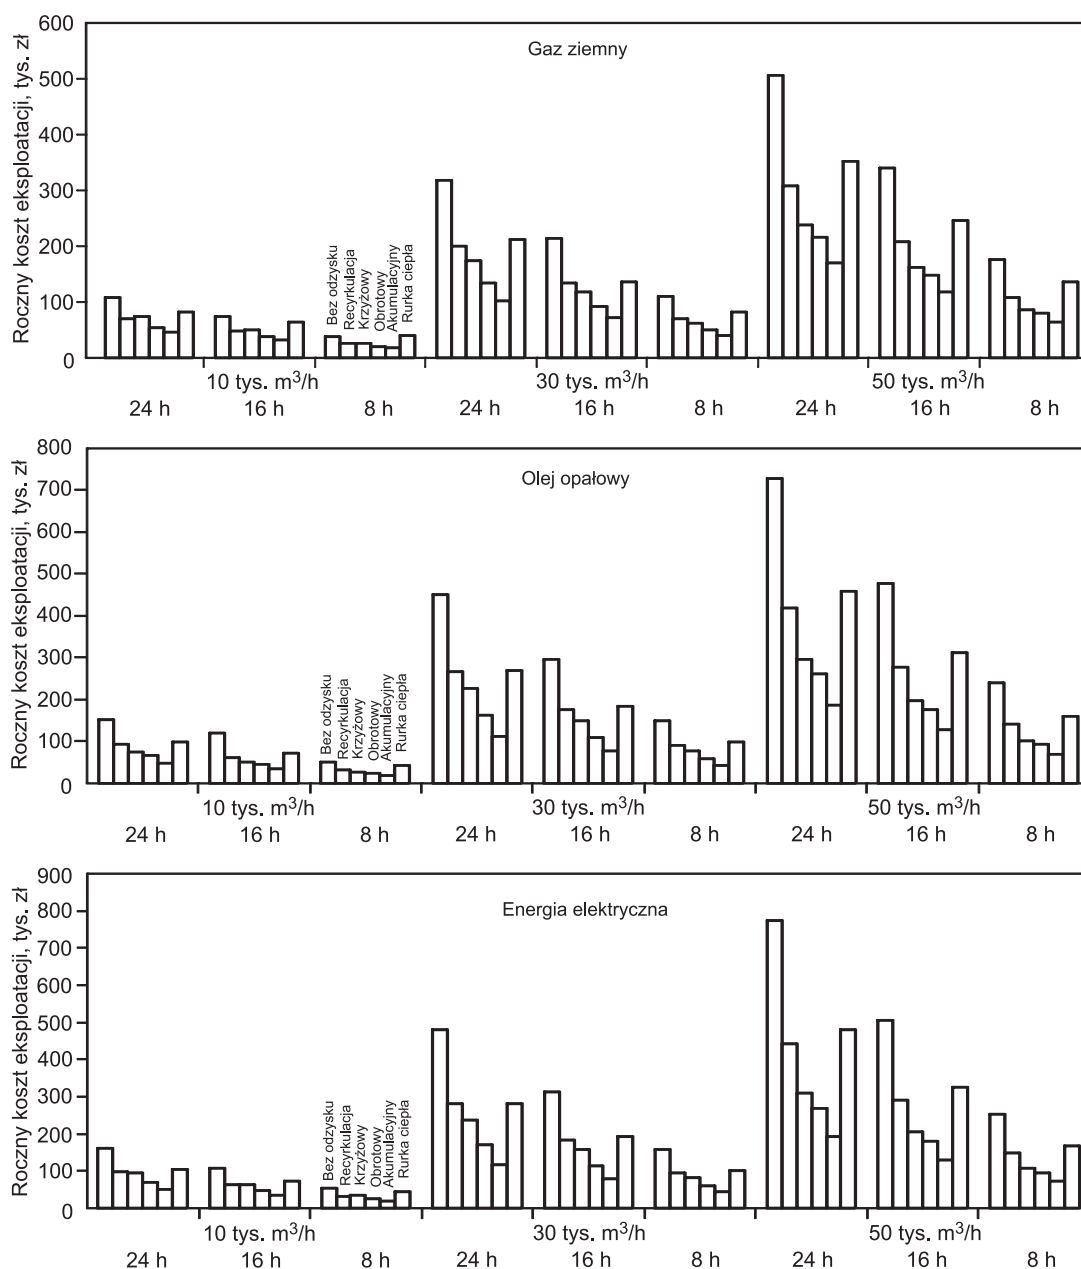 Roczny koszt eksploatacji, tys. zł
600
500
400
300
200
100
0
Gaz ziemny
Bez odzysku
Recyrkulacja
Krzyżowy
Obrotowy
Akumulacyjny
Rurka ciepła
10 tys. m³/h 30 tys. m³/h 50 tys. m³/h
24 h 16 h 8 h 24 h 16 h 8 h 24 h 16 h 8 h
Roczny koszt eksploatacji, tys. zł
800
700
600
500
400
300
200
100
0
Olej opałowy
Bez odzysku
Recyrkulacja
Krzyżowy
Obrotowy
Akumulacyjny
Rurka ciepła
10 tys. m³/h 30 tys. m³/h 50 tys. m³/h
24 h 16 h 8 h 24 h 16 h 8 h 24 h 16 h 8 h
Roczny koszt eksploatacji, tys. zł
900
800
700
600
500
400
300
200
100
0
Energia elektryczna
Bez odzysku
Recyrkulacja
Krzyżowy
Obrotowy
Akumulacyjny
Rurka ciepła
10 tys. m³/h 30 tys. m³/h 50 tys. m³/h
24 h 16 h 8 h 24 h 16 h 8 h 24 h 16 h 8 h